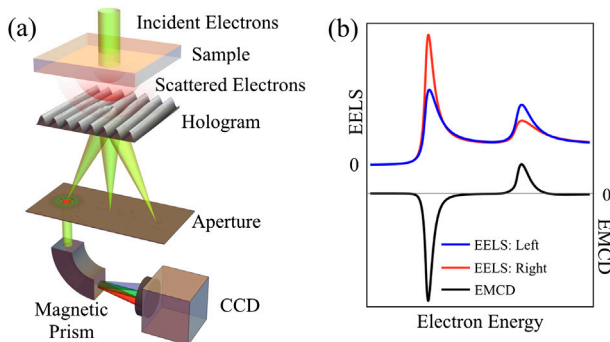 (a)
Incident Electrons
Sample
Scattered Electrons
Hologram
Aperture
Magnetic
Prism
CCD
(b)
EELS
0
0
EMCD
EELS: Left
EELS: Right
EMCD
Electron Energy